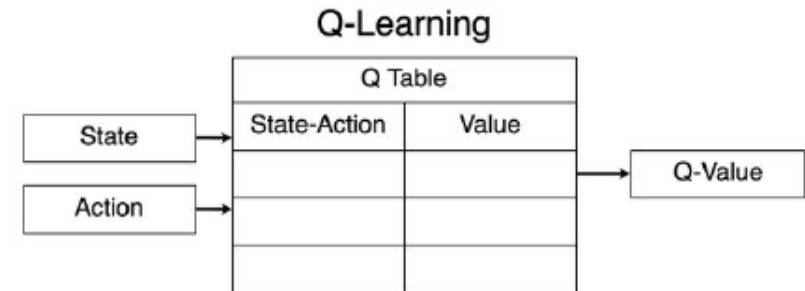 Q-Learning
Q Table
State-Action Value
State
Action
Q-Value